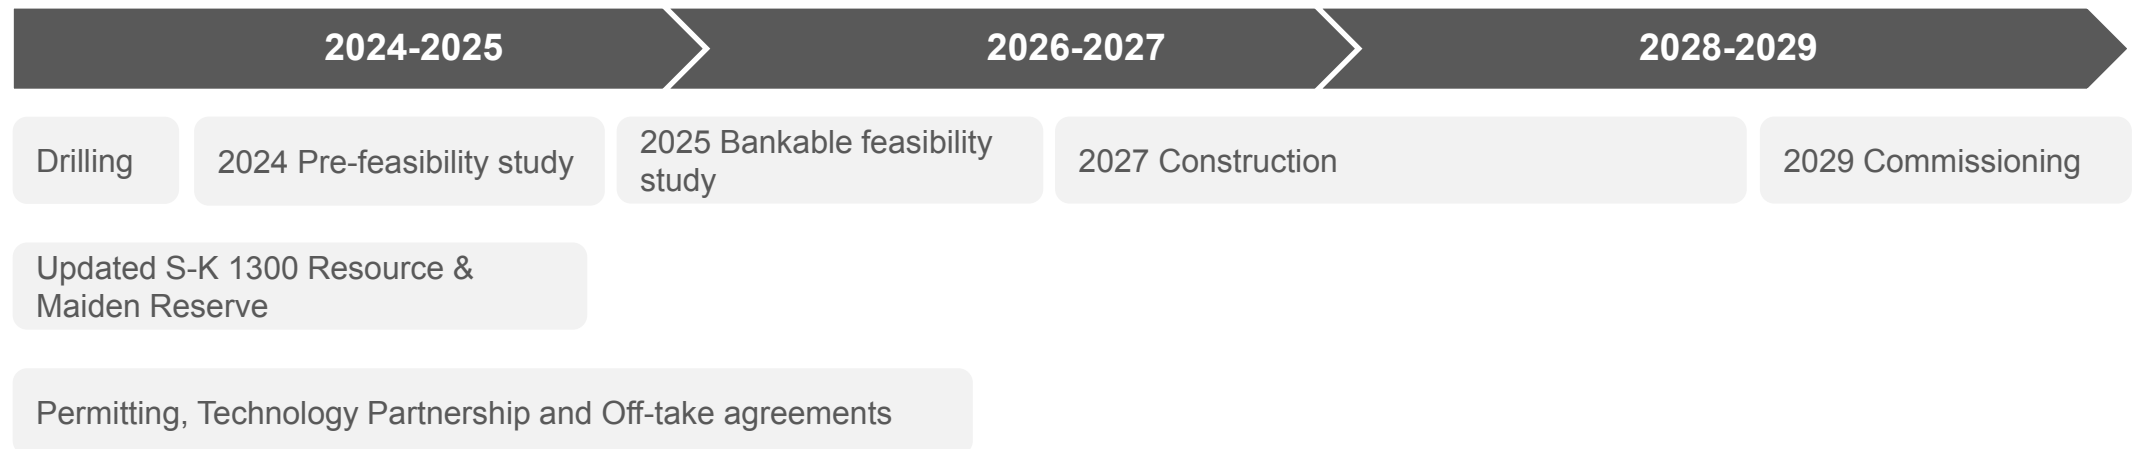 2024-2025
2026-2027
2028-2029
Drilling
2024 Pre-feasibility study
2025 Bankable feasibility
study
2027 Construction
2029 Commissioning
Updated S-K 1300 Resource &
Maiden Reserve
Permitting, Technology Partnership and Off-take agreements